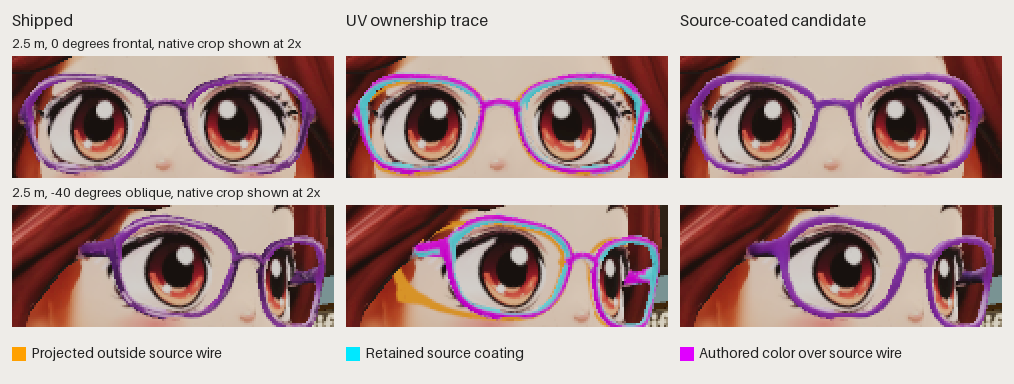 Shipped
UV ownership trace
Source-coated candidate
2.5 m, 0 degrees frontal, native crop shown at 2x
2.5 m, -40 degrees oblique, native crop shown at 2x
Projected outside source wire
Retained source coating
Authored color over source wire